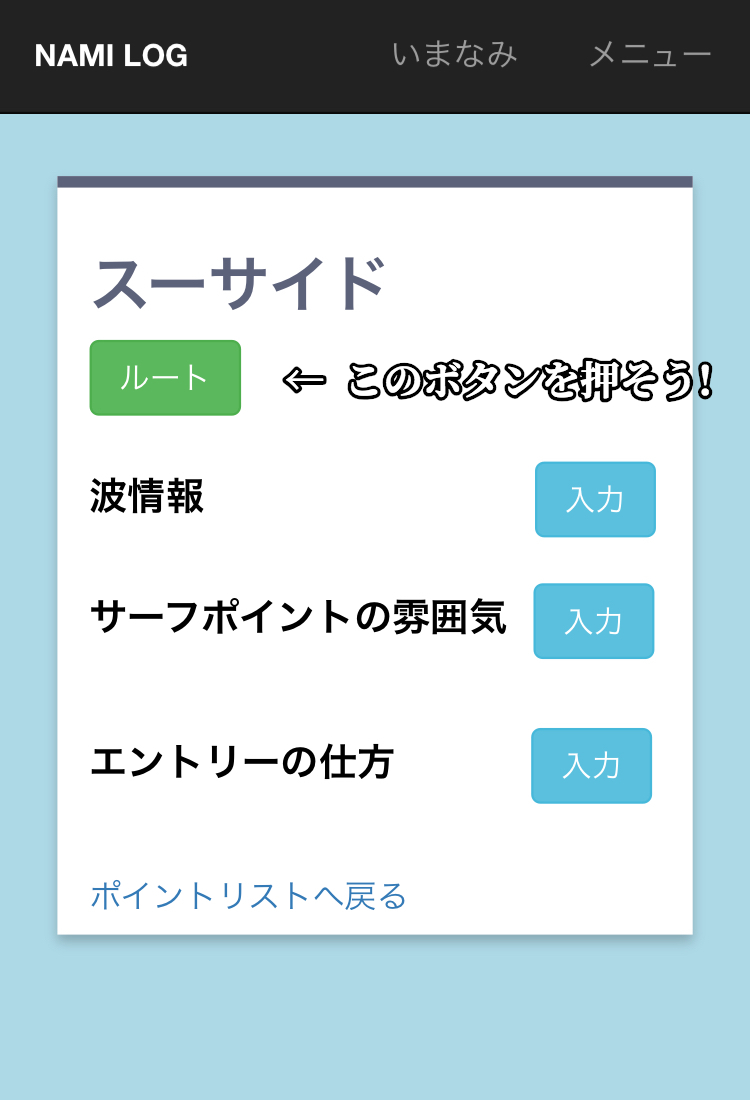 NAMI LOG いまなみ メニュー
スーサイド
ルート ← このボタンを押そう!
波情報 入力
サーフポイントの雰囲気 入力
エントリーの仕方 入力
ポイントリストへ戻る